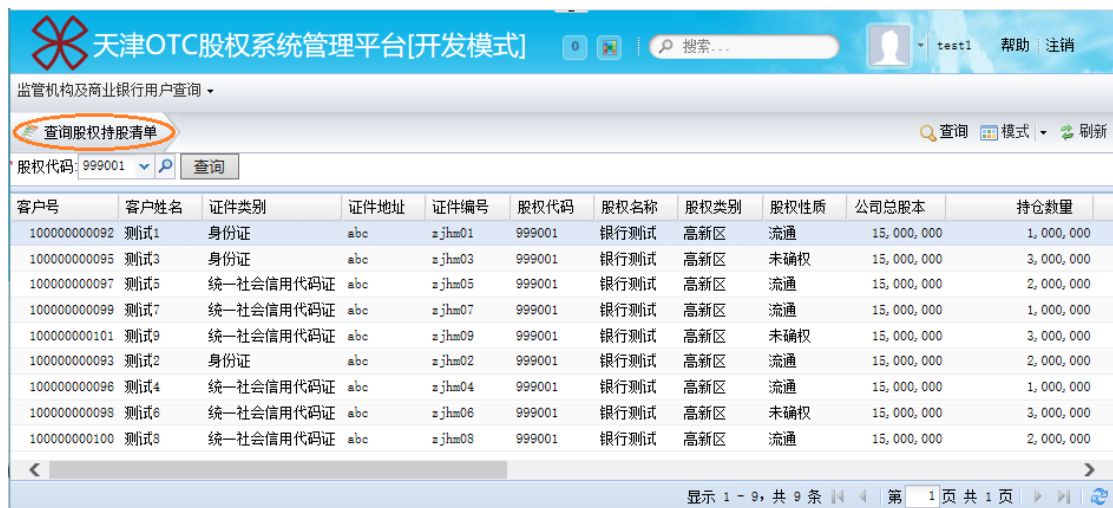 天津OTC股权系统管理平台[开发模式] 0 搜索... test1 帮助 注销
监管机构及商业银行用户查询
查询股权持股清单 查询 模式 刷新
* 股权代码: 999001 查询
客户号 客户姓名 证件类别 证件地址 证件编号 股权代码 股权名称 股权类别 股权性质 公司总股本 持仓数量
100000000092 测试1 身份证 abc zjhm01 999001 银行测试 高新区 流通 15,000,000 1,000,000
100000000095 测试3 身份证 abc zjhm03 999001 银行测试 高新区 未确权 15,000,000 3,000,000
100000000097 测试5 统一社会信用代码证 abc zjhm05 999001 银行测试 高新区 流通 15,000,000 2,000,000
100000000099 测试7 统一社会信用代码证 abc zjhm07 999001 银行测试 高新区 流通 15,000,000 1,000,000
100000000101 测试9 统一社会信用代码证 abc zjhm09 999001 银行测试 高新区 未确权 15,000,000 3,000,000
100000000093 测试2 身份证 abc zjhm02 999001 银行测试 高新区 流通 15,000,000 2,000,000
100000000096 测试4 统一社会信用代码证 abc zjhm04 999001 银行测试 高新区 流通 15,000,000 1,000,000
100000000098 测试6 统一社会信用代码证 abc zjhm06 999001 银行测试 高新区 未确权 15,000,000 3,000,000
100000000100 测试8 统一社会信用代码证 abc zjhm08 999001 银行测试 高新区 流通 15,000,000 2,000,000
显示 1 - 9, 共 9 条 第 1 页 共 1 页